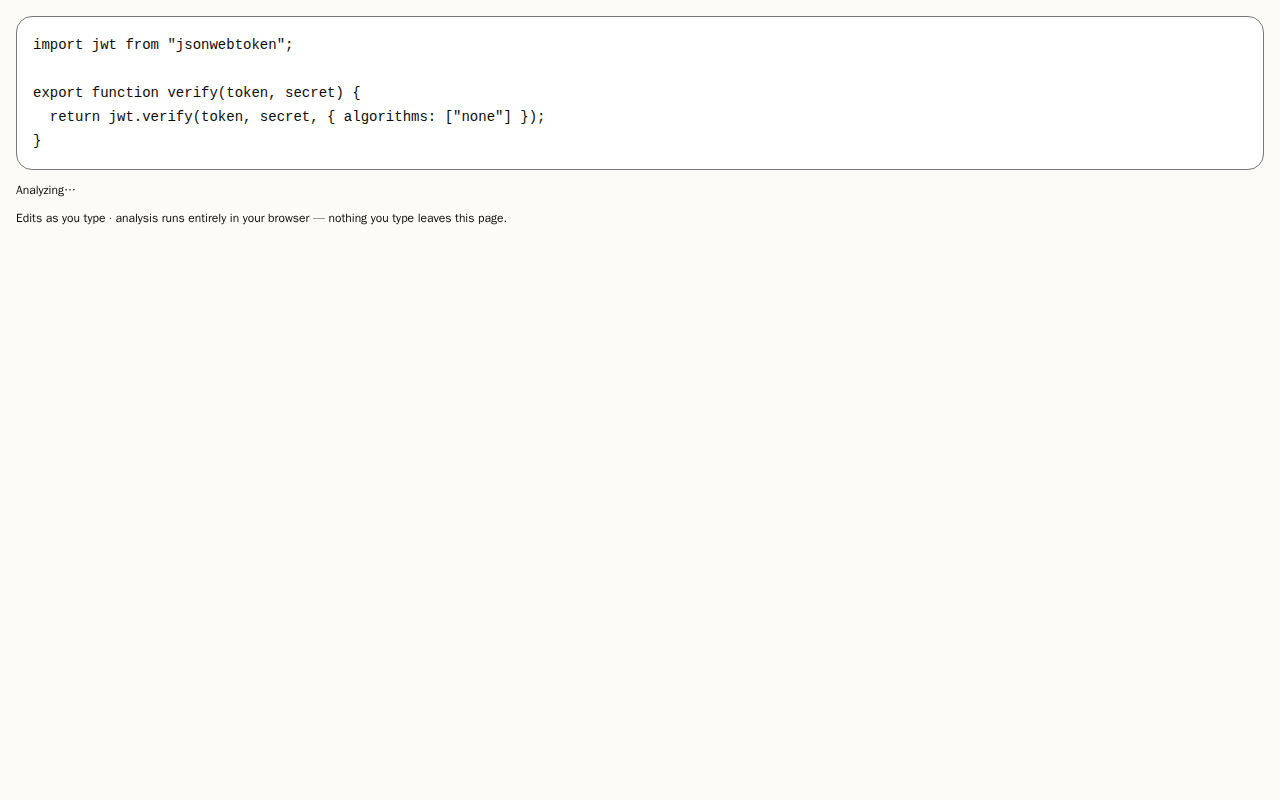 import jwt from "jsonwebtoken";

export function verify(token, secret) {
  return jwt.verify(token, secret, { algorithms: ["none"] });
}
Analyzing…
Edits as you type · analysis runs entirely in your browser — nothing you type leaves this page.